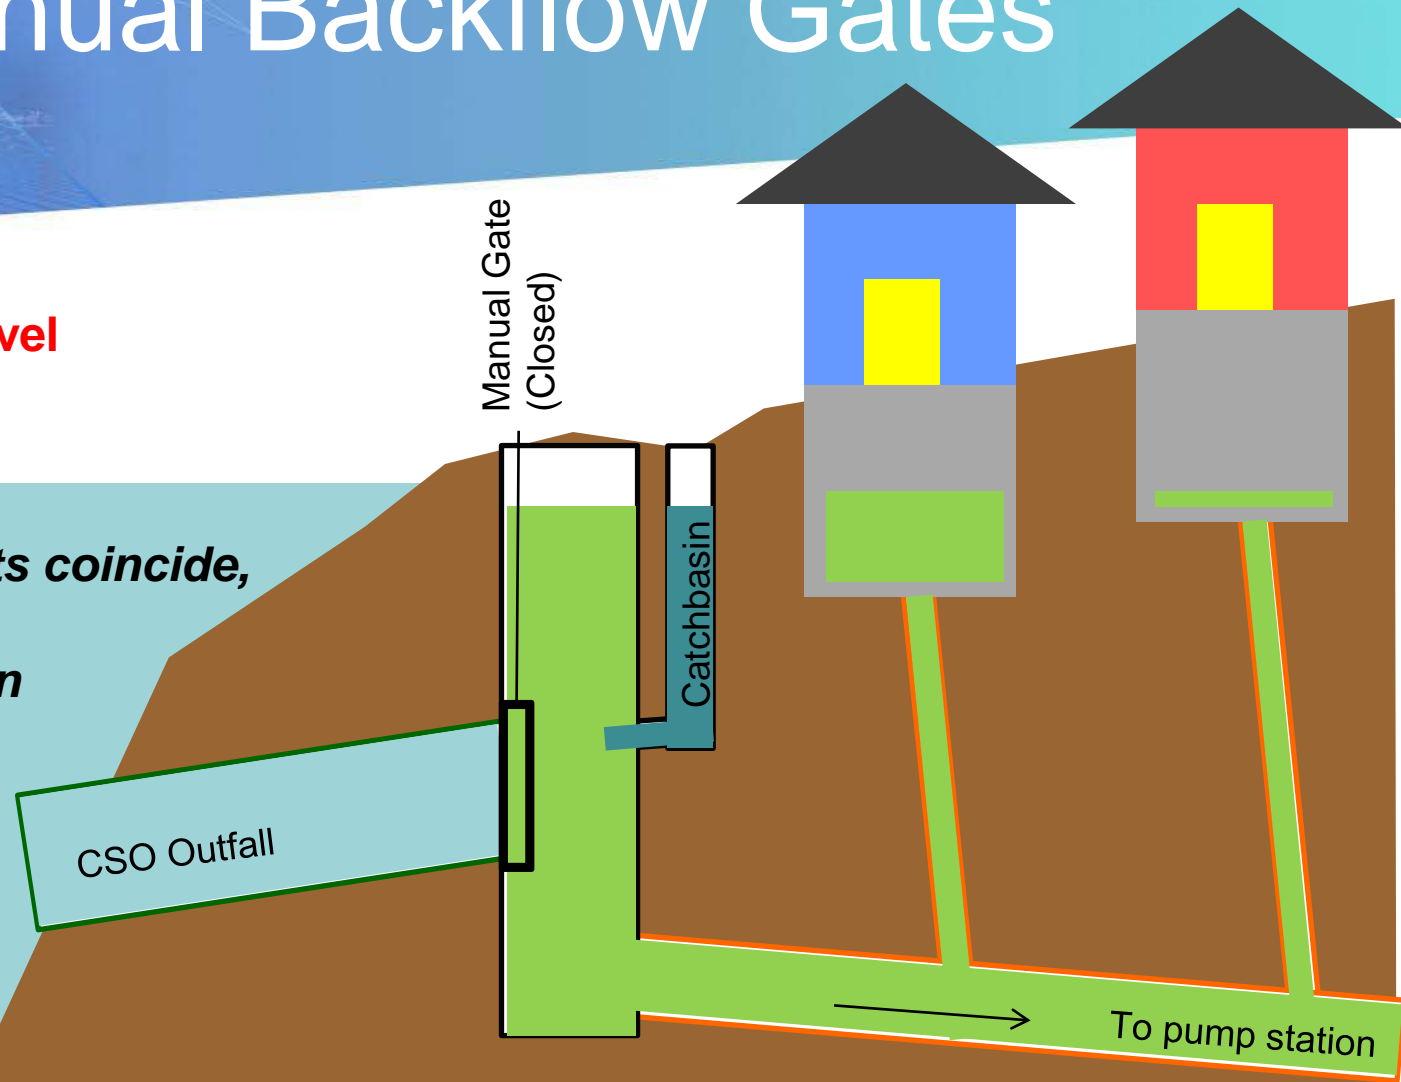 nual Backflow Gates
Manual Gate
(Closed)
vel
ts coincide,
n
Catchbasin
CSO Outfall
To pump station